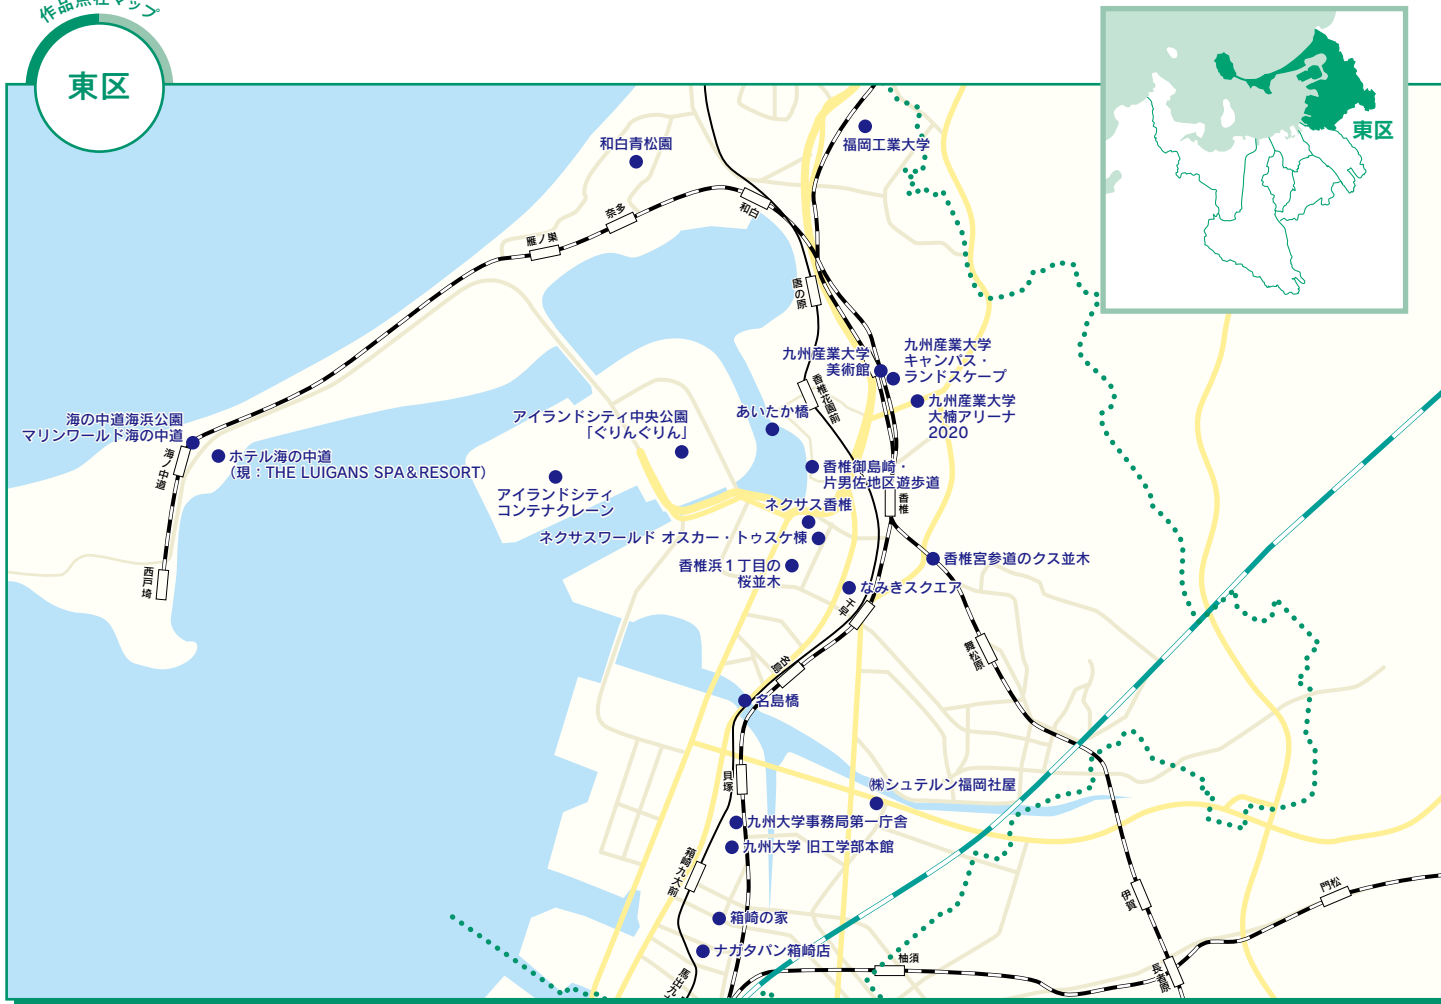 作品点在マップ
東区
東区
和白青松園
福岡工業大学
和白
奈多
雁ノ巣
唐の原
九州産業大学
美術館
九州産業大学
キャンパス・
ランドスケープ
九州産業大学
大楠アリーナ
2020
香椎花園前
あいたか橋
アイランドシティ中央公園
「ぐりんぐりん」
海の中道海浜公園
マリンワールド海の中道
ホテル海の中道
（現：THE LUIGANS SPA&RESORT）
海ノ中道
西戸埼
アイランドシティ
コンテナクレーン
香椎御島崎・
片男佐地区遊歩道
香椎
ネクサス香椎
ネクサスワールド オスカー・トゥスケ棟
香椎浜１丁目の
桜並木
香椎宮参道のクス並木
なみきスクエア
千早
舞松原
名島
名島橋
貝塚
㈱シュテルン福岡社屋
九州大学事務局第一庁舎
九州大学 旧工学部本館
箱崎九大前
箱崎の家
ナガタパン箱崎店
馬出九
柚須
伊賀
門松
長者原